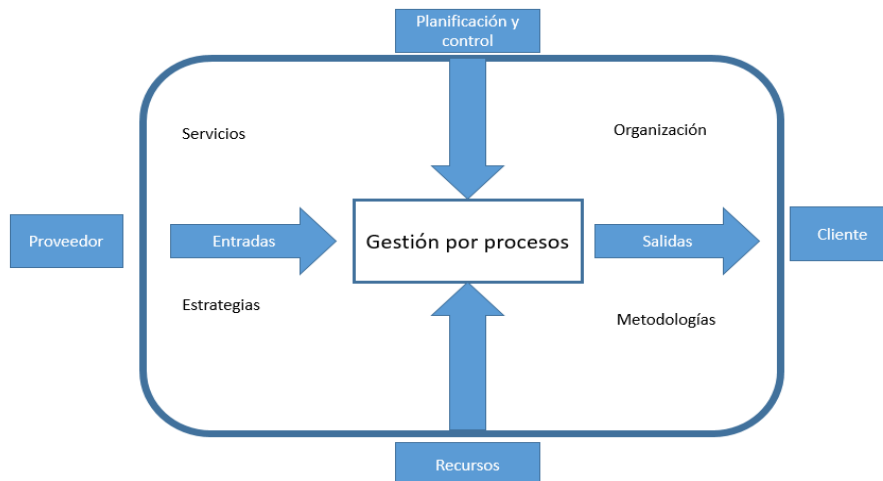 Planificación y
control
Servicios
Organización
Proveedor
Entradas
Gestión por procesos
Salidas
Cliente
Estrategias
Metodologías
Recursos